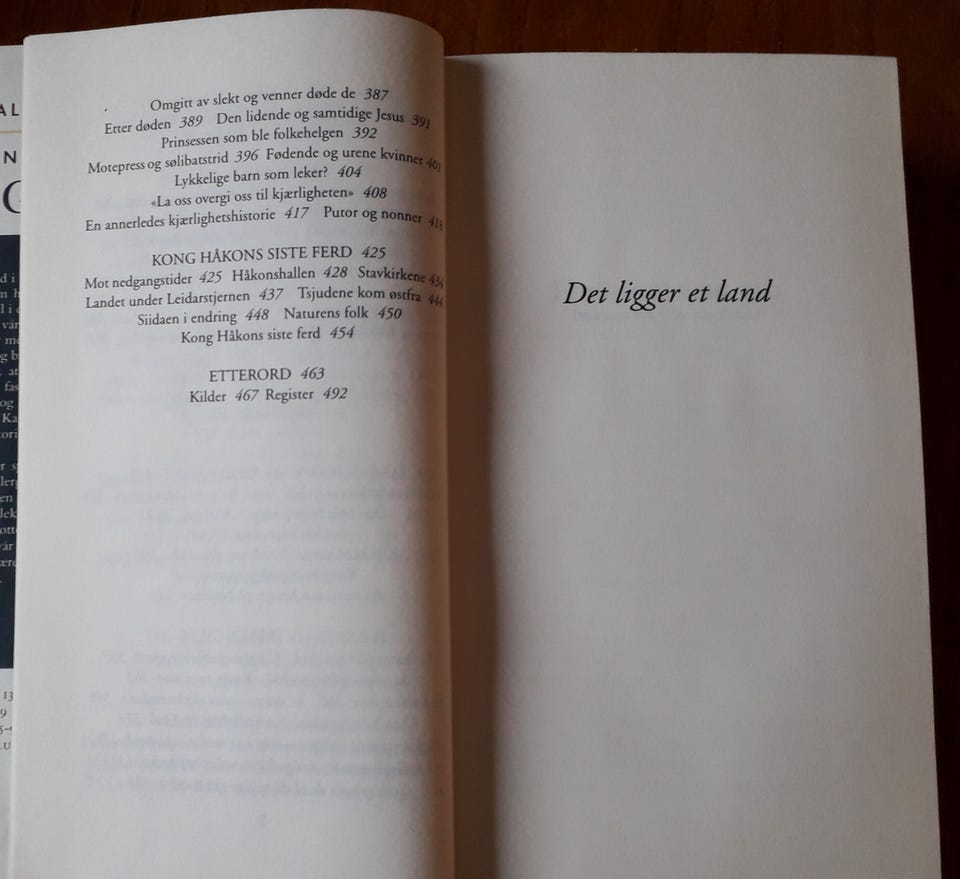 Omgitt av slekt og venner døde de 387
Etter døden 389 Den lidende og samtidige Jesus 391
Prinsessen som ble folkehelgen 392
Motepress og sølibatstrid 396 Fødende og urene kvinner 401
Lykkelige barn som leker? 404
«La oss overgi oss til kjærligheten» 408
En annerledes kjærlighetshistorie 417 Putor og nonner 418
KONG HÅKONS SISTE FERD 425
Mot nedgangstider 425 Håkonshallen 428 Stavkirkene 434
Landet under Leidarstjernen 437 Tsjudene kom østfra 444
Siidaen i endring 448 Naturens folk 450
Kong Håkons siste ferd 454
ETTERORD 463
Kilder 467 Register 492
Det ligger et land